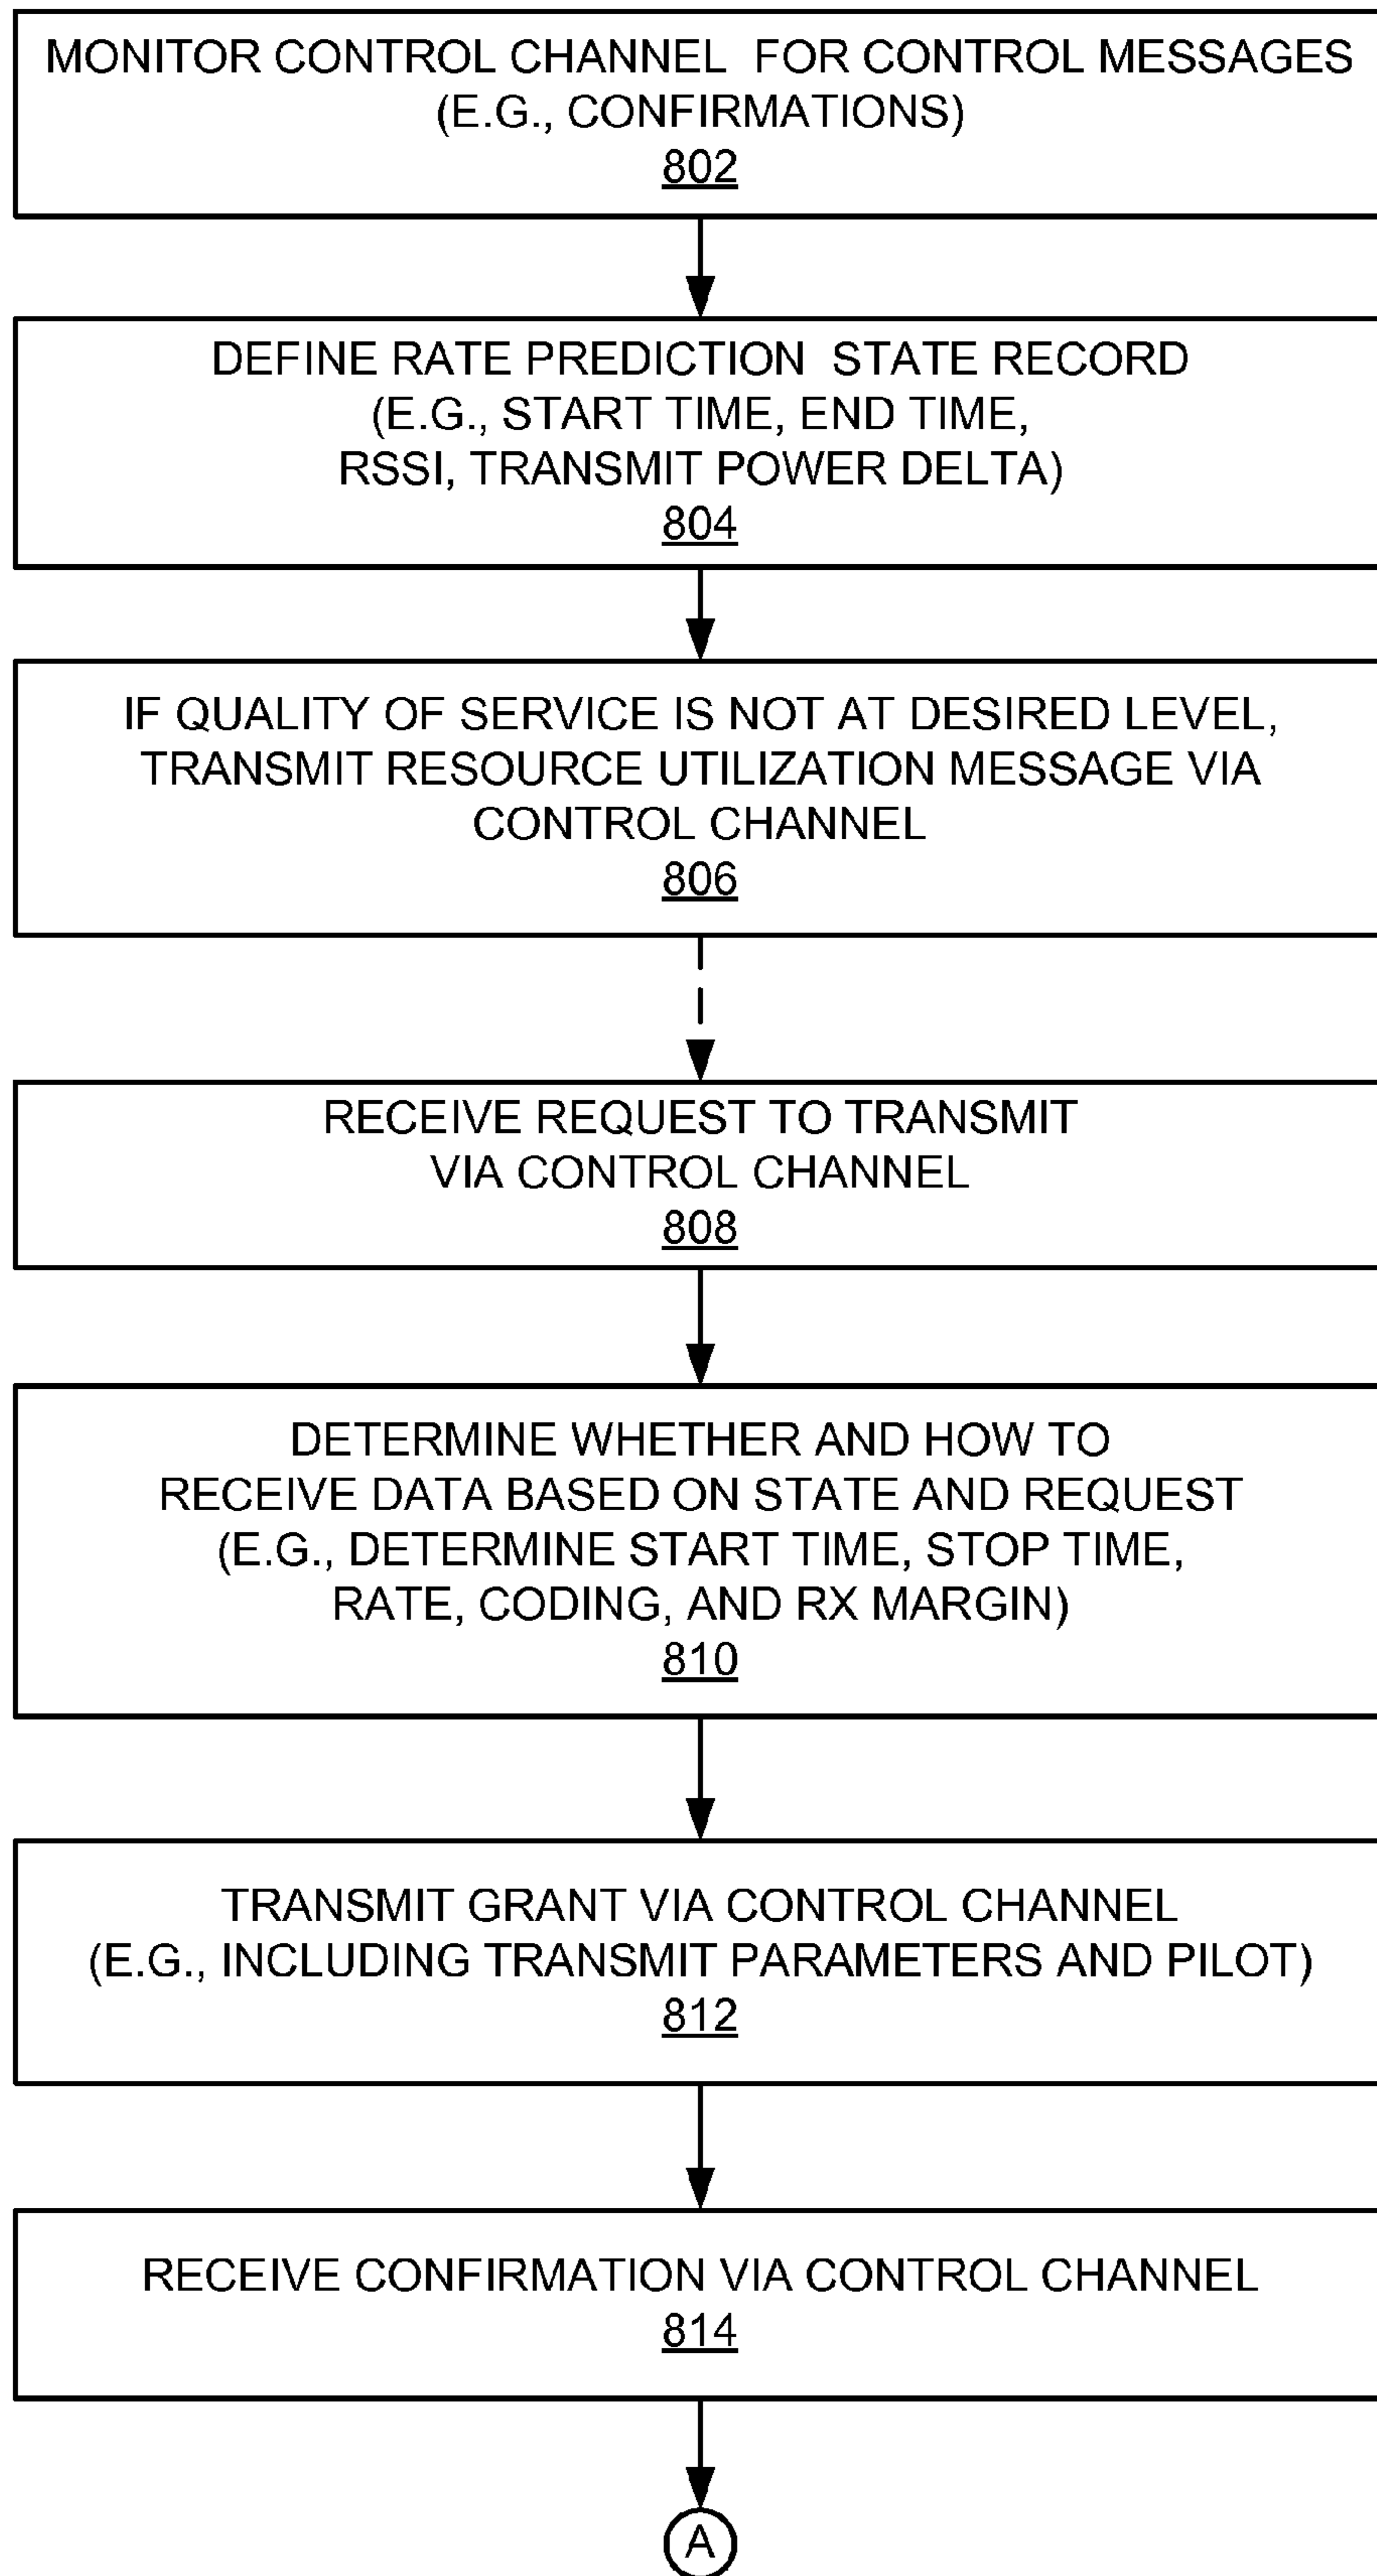 MONITOR CONTROL CHANNEL FOR CONTROL MESSAGES
(E.G., CONFIRMATIONS)
802
DEFINE RATE PREDICTION STATE RECORD
(E.G., START TIME, END TIME,
RSSI, TRANSMIT POWER DELTA)
804
IF QUALITY OF SERVICE IS NOT AT DESIRED LEVEL,
TRANSMIT RESOURCE UTILIZATION MESSAGE VIA
CONTROL CHANNEL
806
RECEIVE REQUEST TO TRANSMIT
VIA CONTROL CHANNEL
808
DETERMINE WHETHER AND HOW TO
RECEIVE DATA BASED ON STATE AND REQUEST
(E.G., DETERMINE START TIME, STOP TIME,
RATE, CODING, AND RX MARGIN)
810
TRANSMIT GRANT VIA CONTROL CHANNEL
(E.G., INCLUDING TRANSMIT PARAMETERS AND PILOT)
812
RECEIVE CONFIRMATION VIA CONTROL CHANNEL
814
A